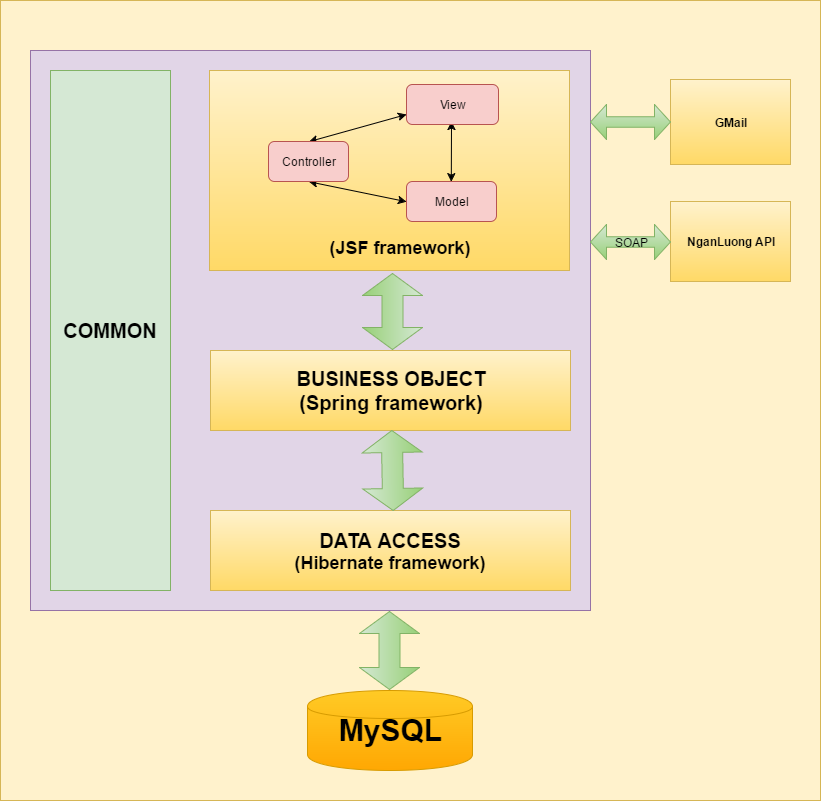 View
Controller
Model
(JSF framework)
GMail
SOAP
NganLuong API
COMMON
BUSINESS OBJECT
(Spring framework)
DATA ACCESS
(Hibernate framework)
MySQL